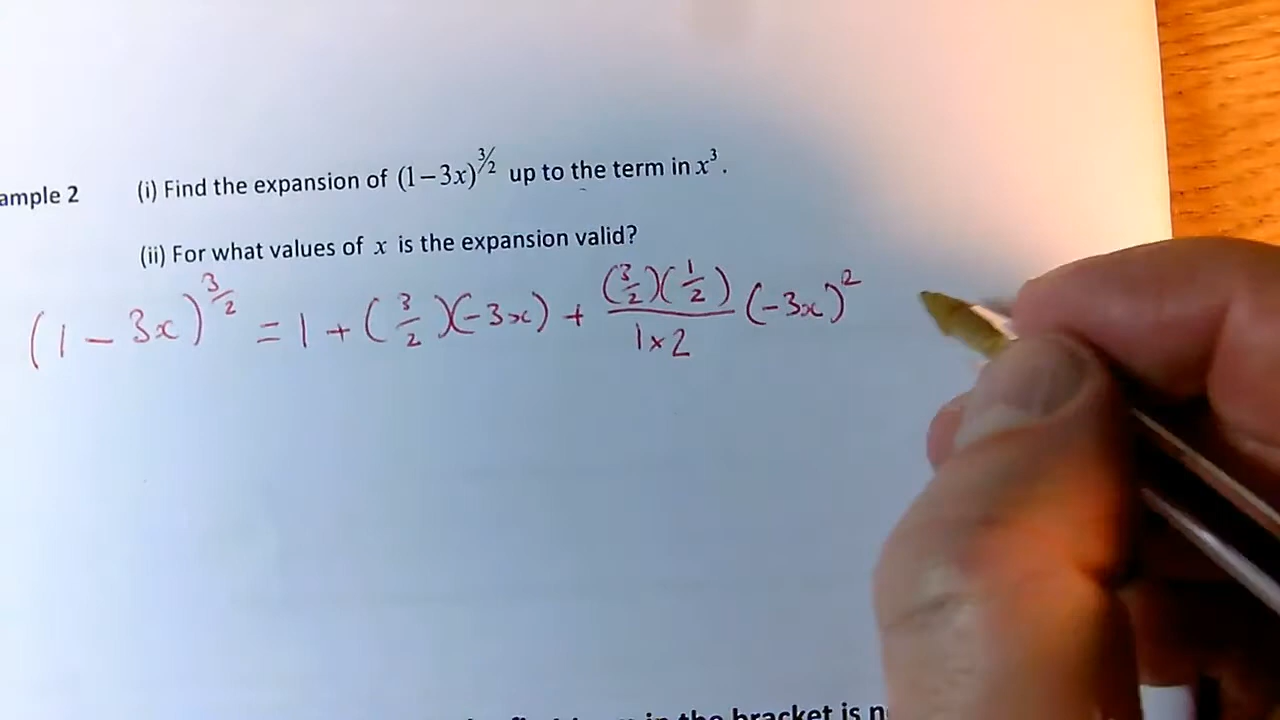 ample 2 (i) Find the expansion of (1−3x)^{3/2} up to the term in x³.
(ii) For what values of x is the expansion valid?
(1 − 3x)^{3/2} = 1 + (3/2)(−3x) + (3/2)(1/2)/(1×2) (−3x)²
in the bracket is n